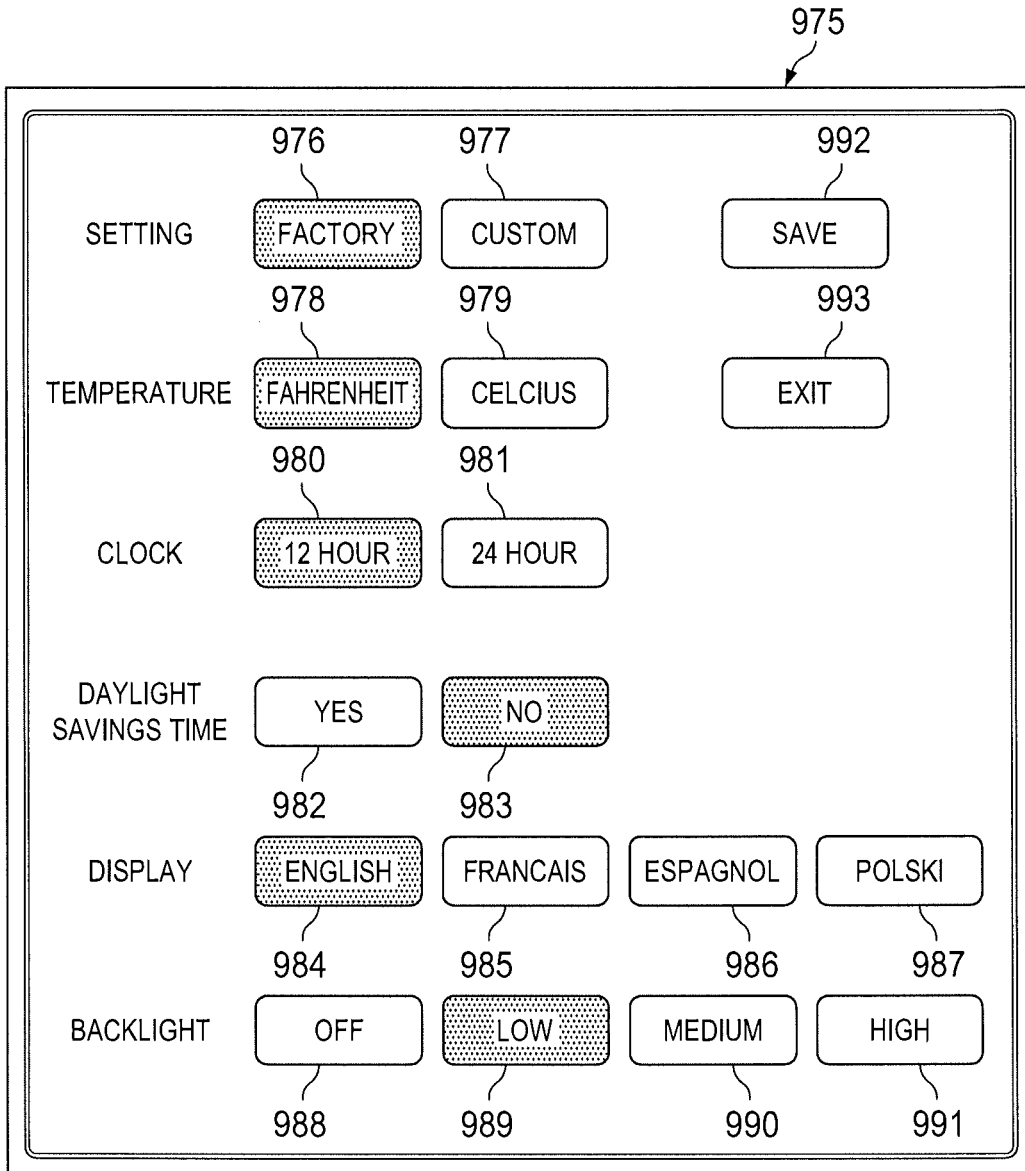 975
976 977 992
SETTING FACTORY CUSTOM SAVE
978 979 993
TEMPERATURE FAHRENHEIT CELCIUS EXIT
980 981
CLOCK 12 HOUR 24 HOUR
DAYLIGHT
SAVINGS TIME YES NO
982 983
DISPLAY ENGLISH FRANCAIS ESPAGNOL POLSKI
984 985 986 987
BACKLIGHT OFF LOW MEDIUM HIGH
988 989 990 991